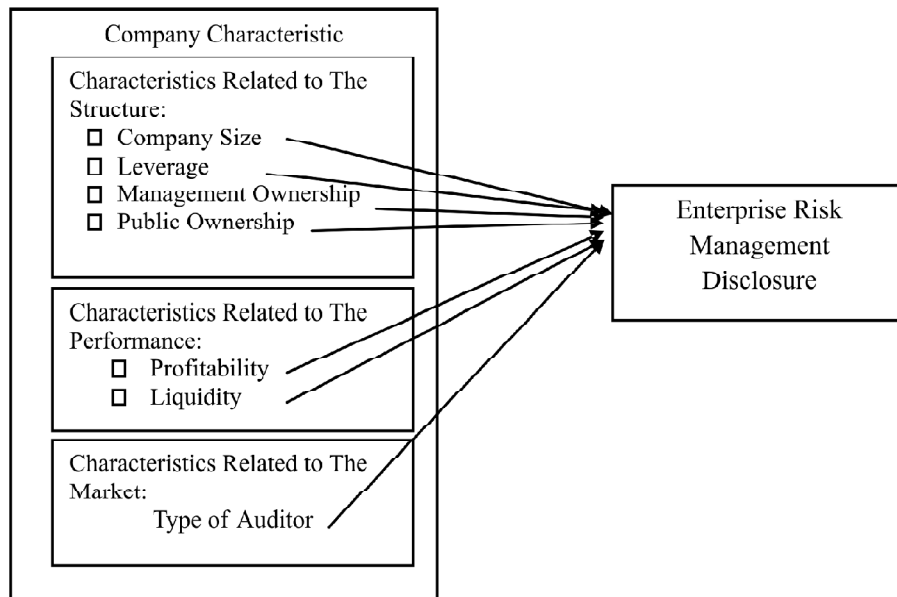 Company Characteristic
Characteristics Related to The
Structure:
Company Size
Leverage
Management Ownership
Public Ownership
Enterprise Risk
Management
Disclosure
Characteristics Related to The
Performance:
Profitability
Liquidity
Characteristics Related to The
Market:
Type of Auditor